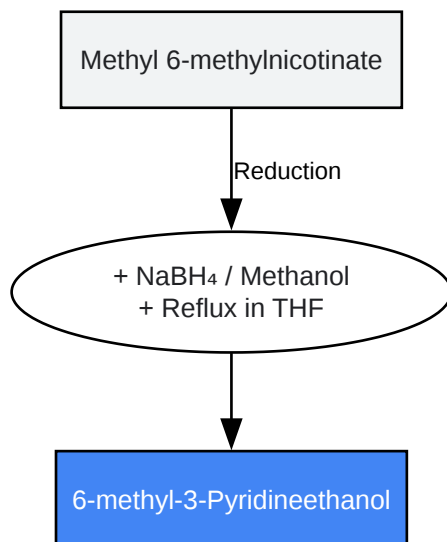 Methyl 6-methylnicotinate
Reduction
+ NaBH₄ / Methanol
+ Reflux in THF
6-methyl-3-Pyridineethanol